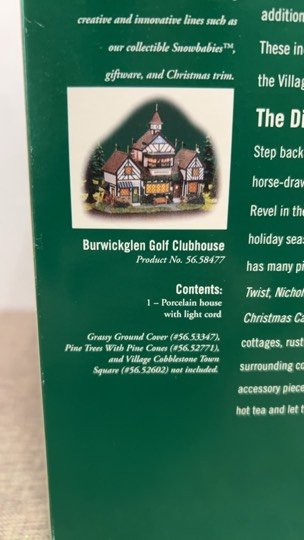 creative and innovative lines such as
our collectible Snowbabies™,
giftware, and Christmas trim.
Burwickglen Golf Clubhouse
Product No. 56.58477
Contents:
1 – Porcelain house
with light cord
Grassy Ground Cover (#56.53347),
Pine Trees With Pine Cones (#56.52771),
and Village Cobblestone Town
Square (#56.52602) not included.
addition
These in
the Villag
The Di
Step back
horse-draw
Revel in the
holiday sea
has many pi
Twist, Nichol
Christmas Ca
cottages, rust
surrounding co
accessory piece
hot tea and let t